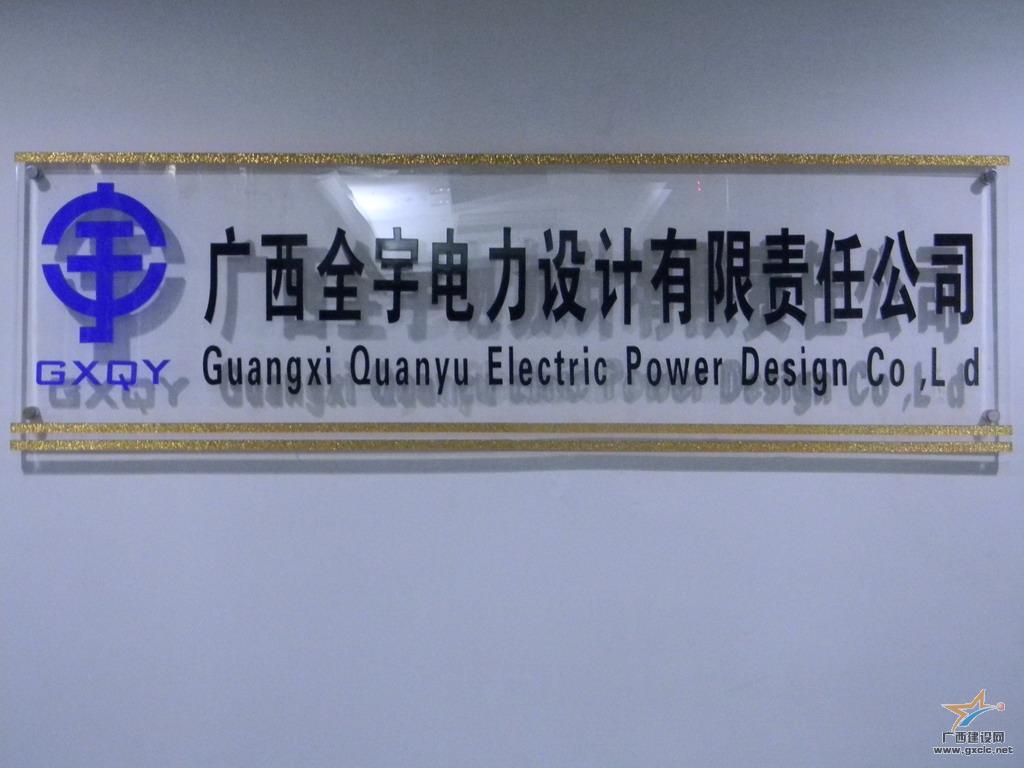 广西全宇电力设计有限责任公司
GXQY
Guangxi Quanyu Electric Power Design Co ,L d
广西建设网
www.gxcic.net